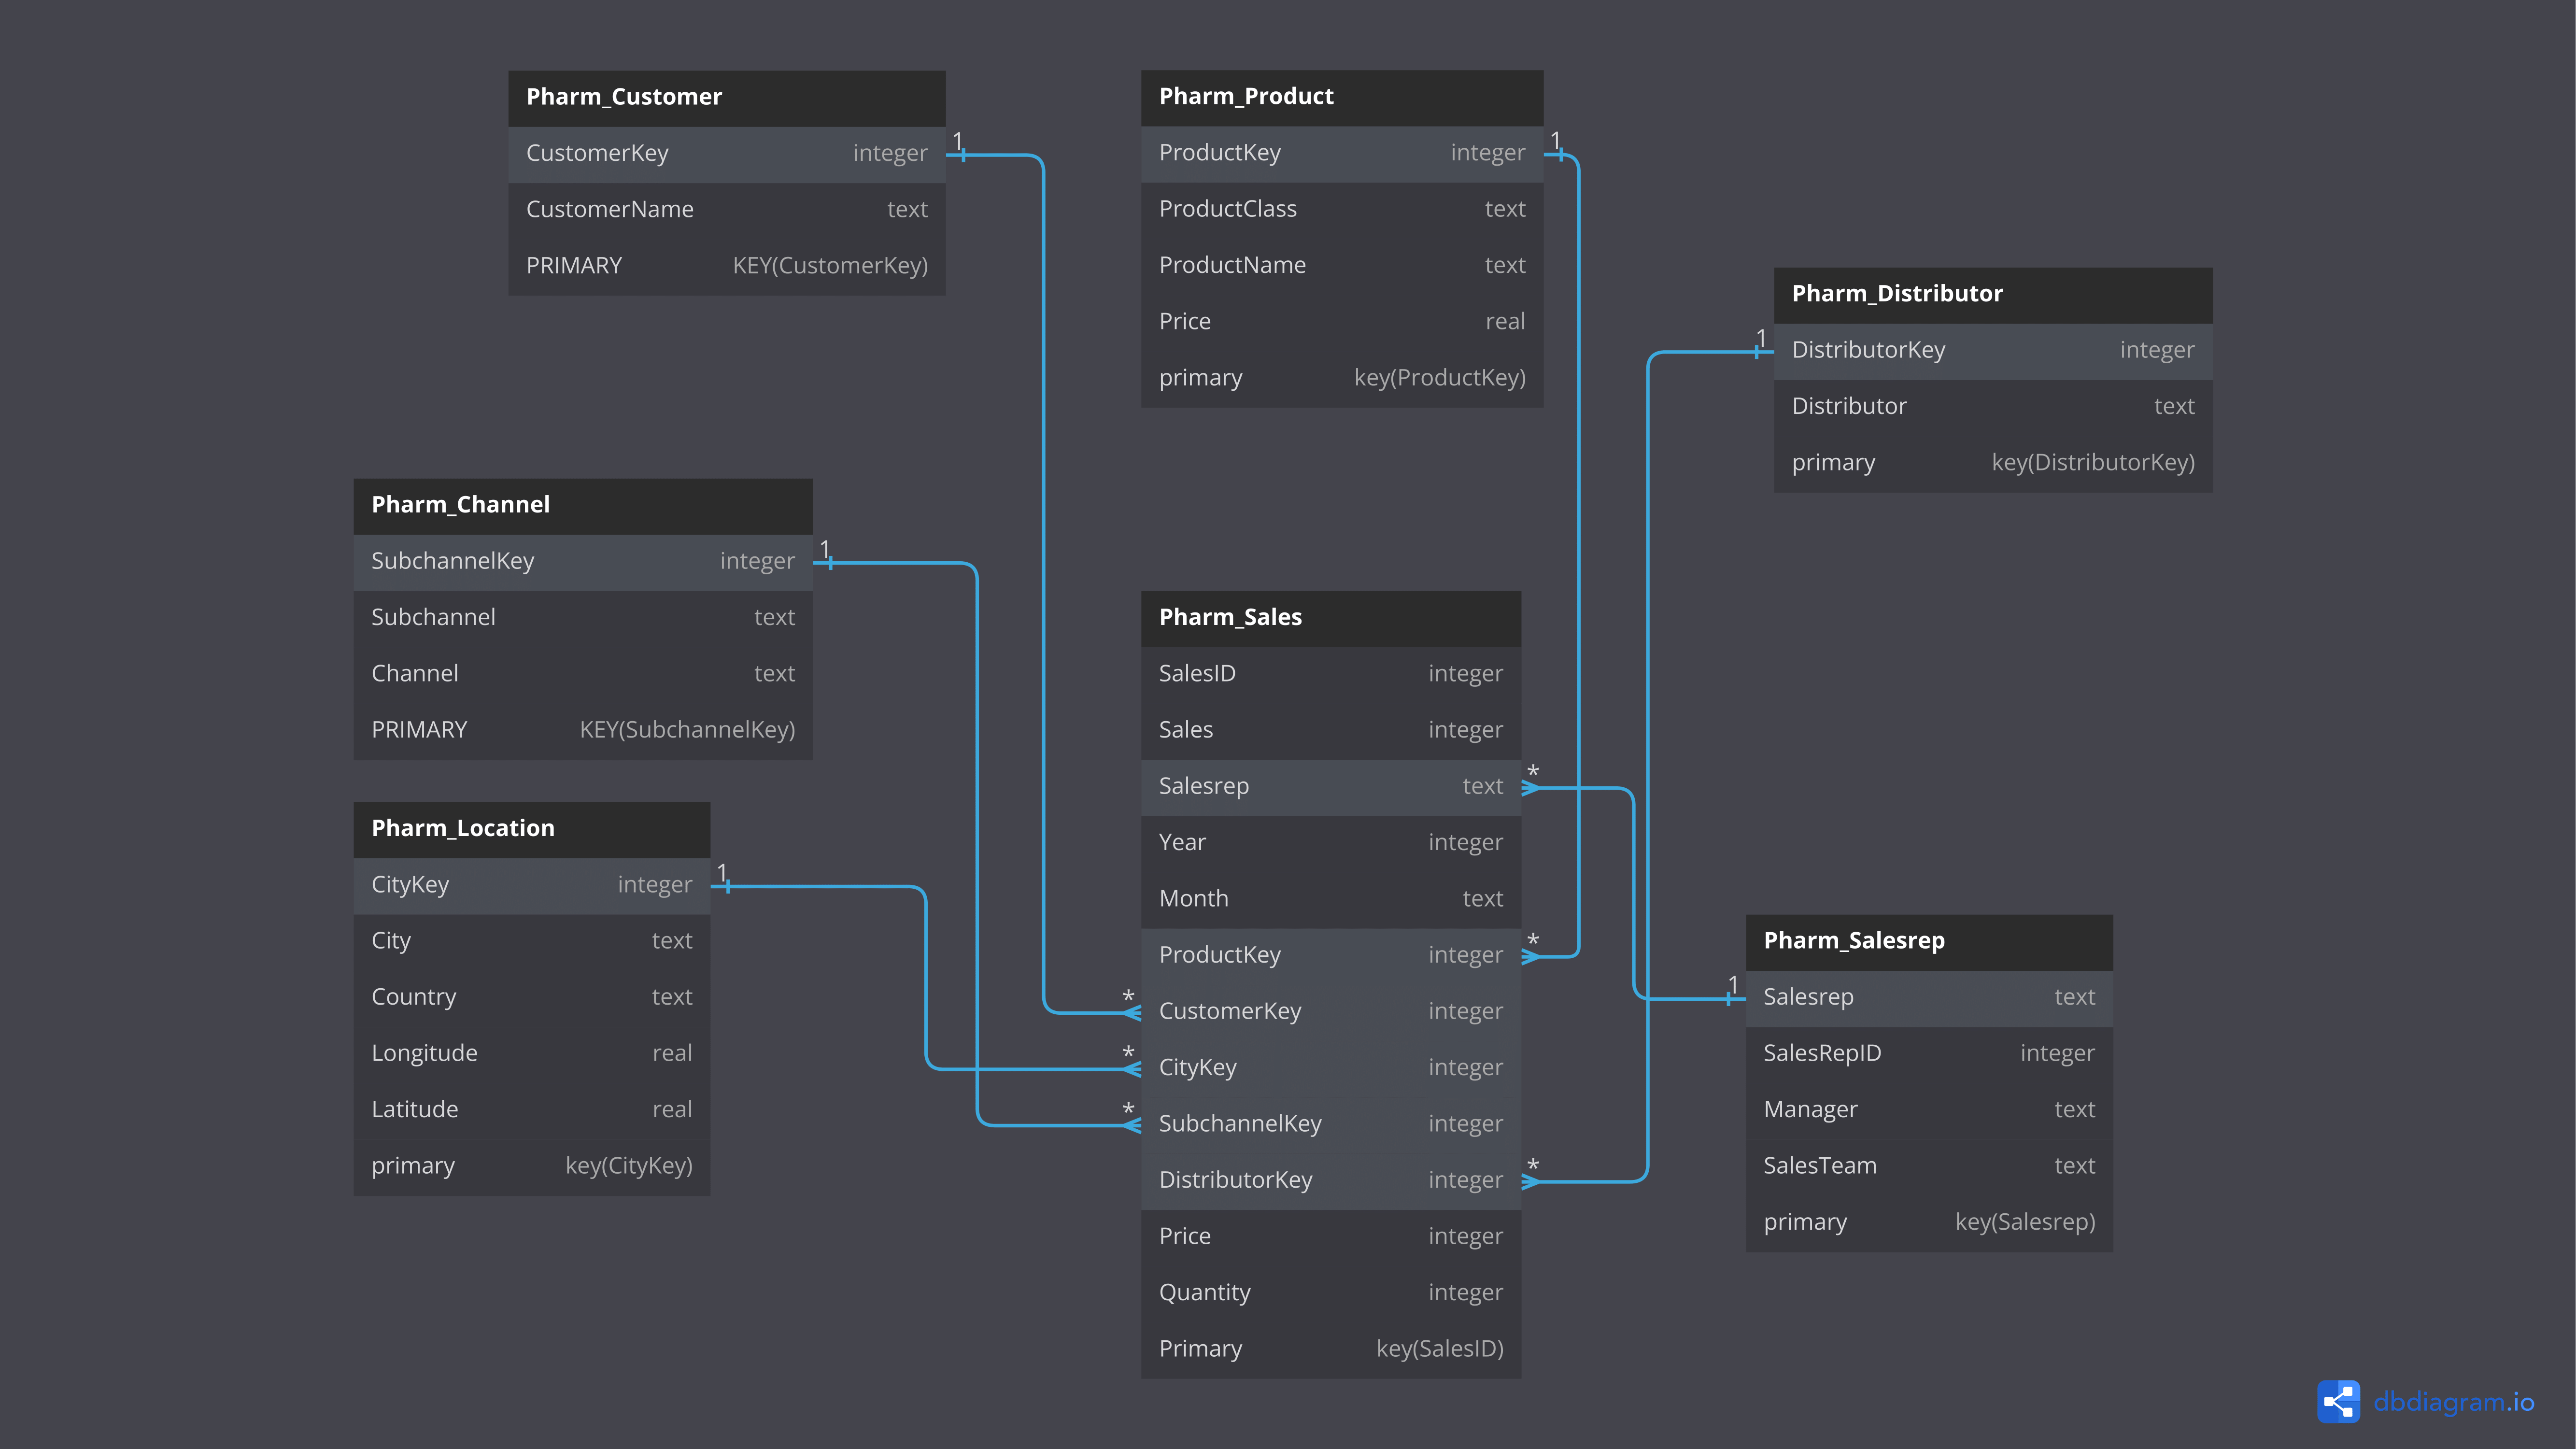 Pharm_Customer
1
CustomerKey integer
CustomerName text
PRIMARY KEY(CustomerKey)
Pharm_Product
1
ProductKey integer
ProductClass text
ProductName text
Price real
primary key(ProductKey)
Pharm_Distributor
1
DistributorKey integer
Distributor text
primary key(DistributorKey)
Pharm_Channel
1
SubchannelKey integer
Subchannel text
Channel text
PRIMARY KEY(SubchannelKey)
Pharm_Location
1
CityKey integer
City text
Country text
Longitude real
Latitude real
primary key(CityKey)
Pharm_Sales
SalesID integer
Sales integer
*
Salesrep text
Year integer
Month text
*
ProductKey integer
*
CustomerKey integer
*
CityKey integer
*
SubchannelKey integer
*
DistributorKey integer
Price integer
Quantity integer
Primary key(SalesID)
Pharm_Salesrep
1
Salesrep text
SalesRepID integer
Manager text
SalesTeam text
primary key(Salesrep)
dbdiagram.io